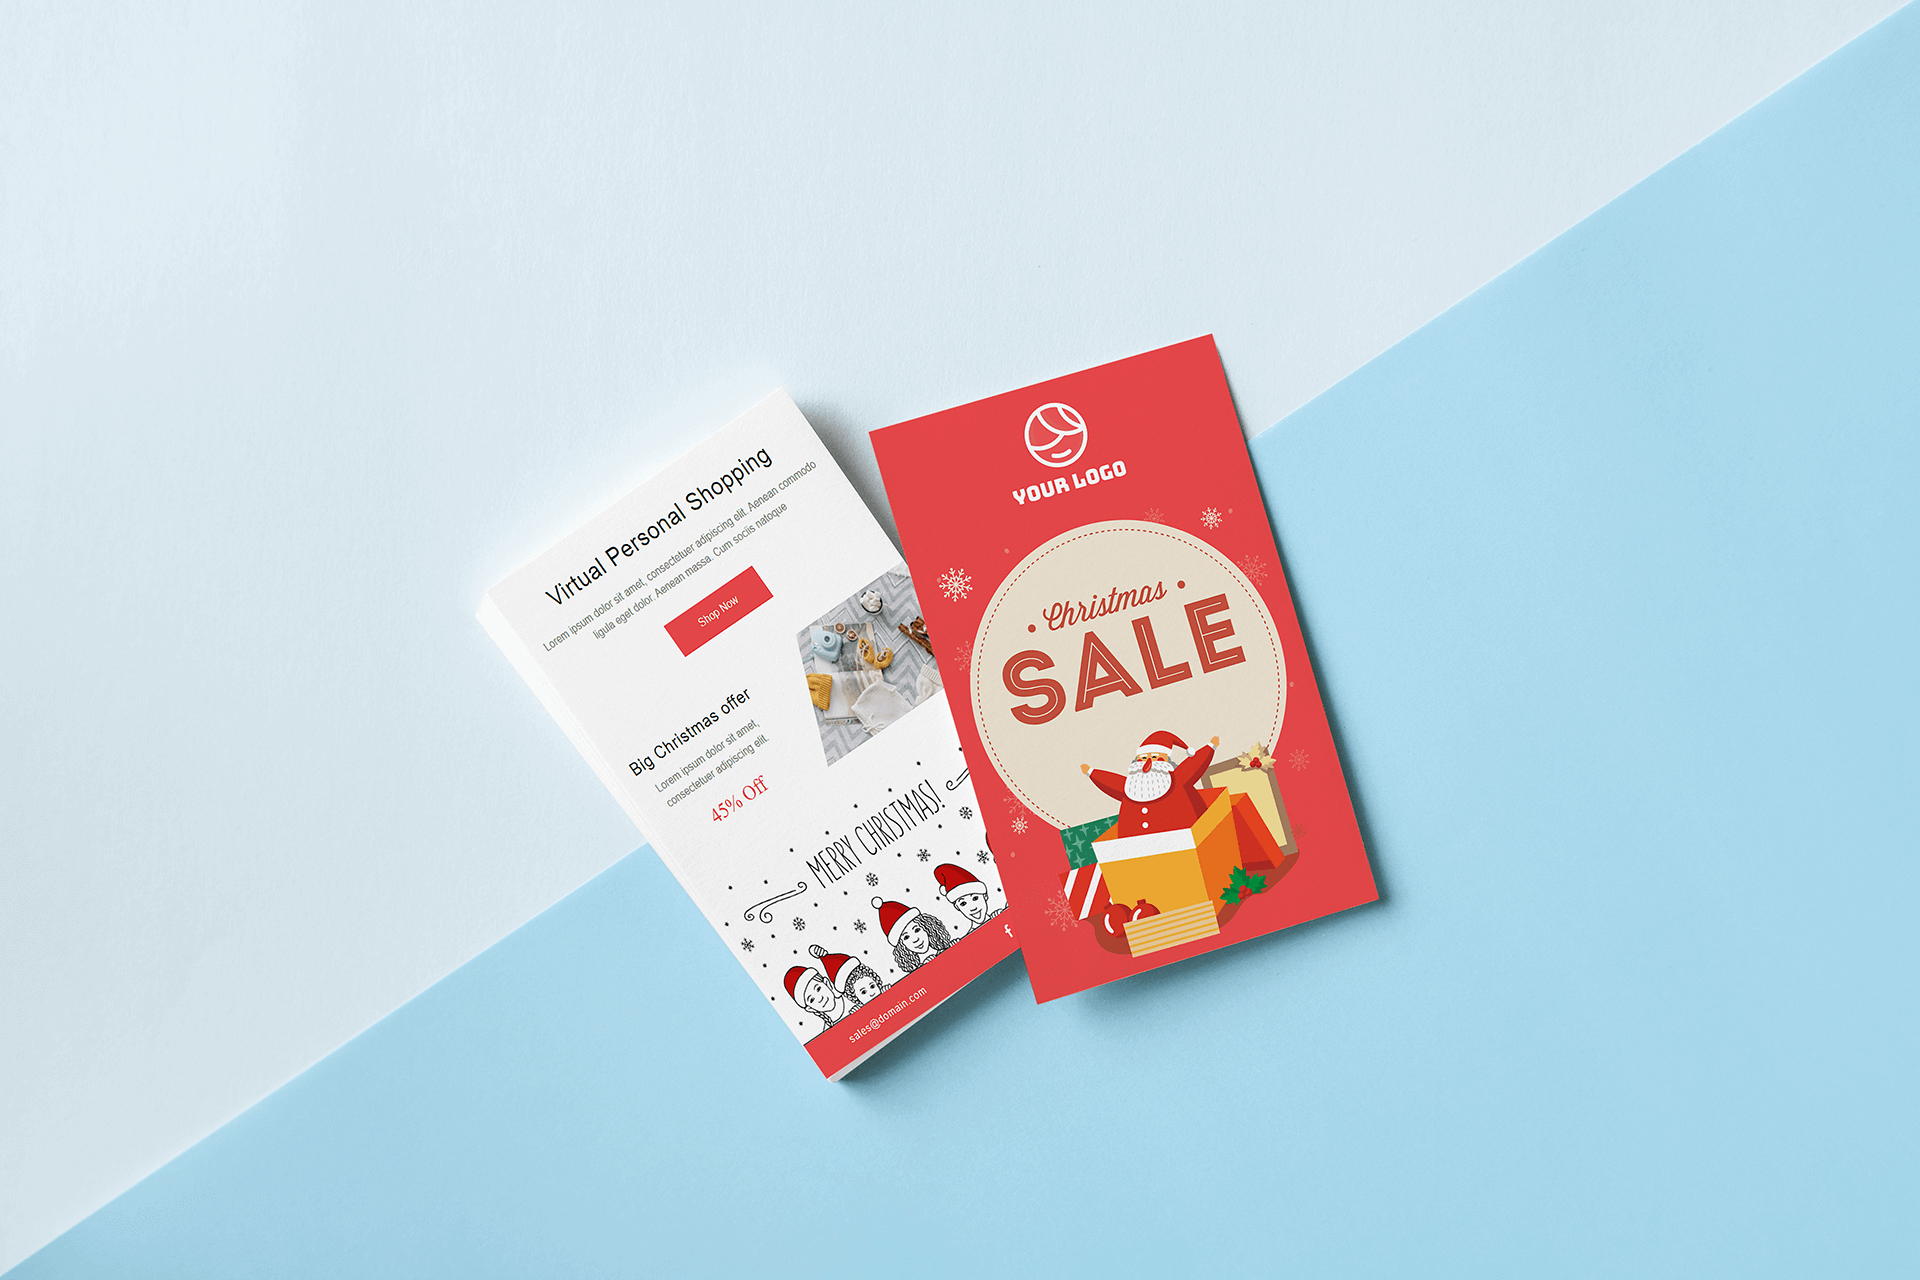 Virtual Personal Shopping
Lorem ipsum dolor sit amet, consectetuer adipiscing elit. Aenean commodo
ligula eget dolor. Aenean massa. Cum sociis natoque
Shop Now
Big Christmas offer
Lorem ipsum dolor sit amet,
consectetuer adipiscing elit.
45% Off
MERRY CHRISTMAS!
sales@domain.com
f
YOUR LOGO
Christmas
SALE